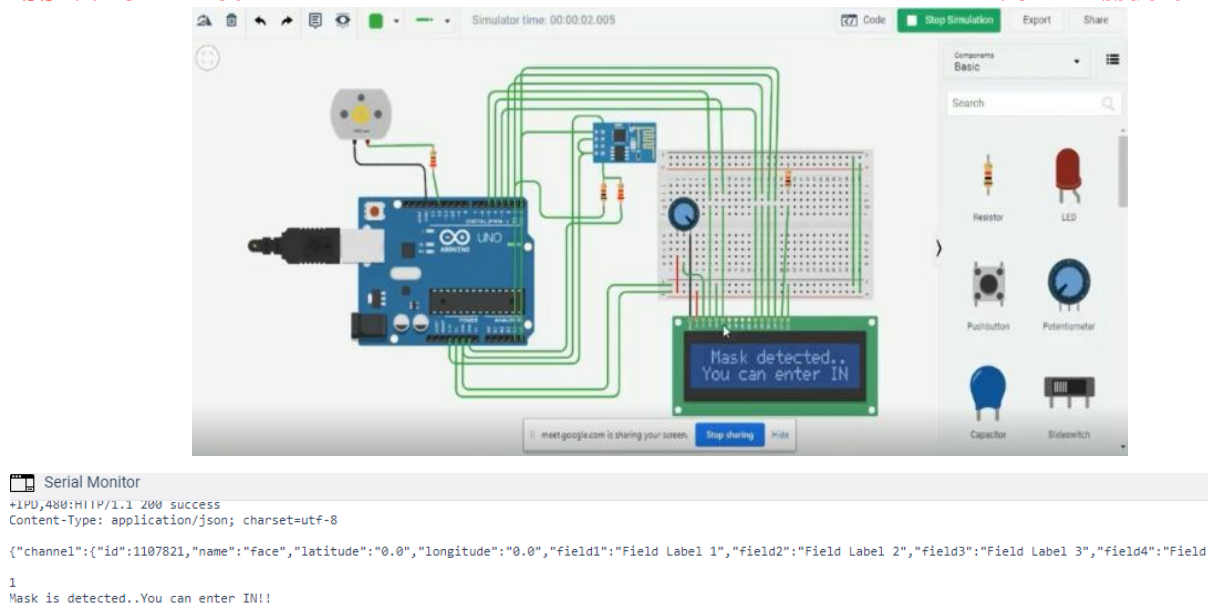 Simulator time: 00:00:02.005
Code
Stop Simulation
Export
Share
Components
Basic
Search
Resistor
LED
Pushbutton
Potentiometer
Capacitor
Slideswitch
UNO
ARDUINO
POWER
Mask detected..
You can enter IN
meet.google.com is sharing your screen.
Stop sharing
Hide
Serial Monitor
+IPD,480:HTTP/1.1 200 success
Content-Type: application/json; charset=utf-8
{"channel":{"id":1107821,"name":"face","latitude":"0.0","longitude":"0.0","field1":"Field Label 1","field2":"Field Label 2","field3":"Field Label 3","field4":"Field
1
Mask is detected..You can enter IN!!